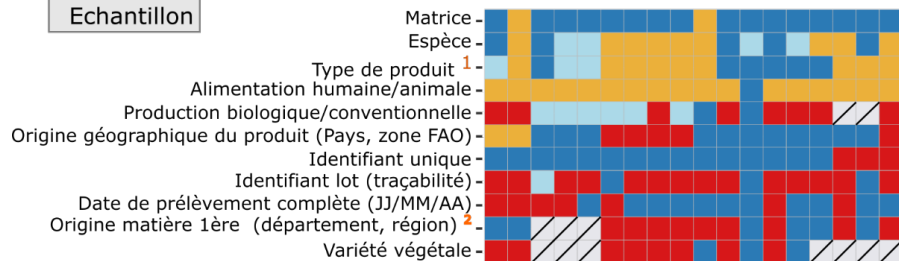 Echantillon
Matrice
Espèce
Type de produit 1
Alimentation humaine/animale
Production biologique/conventionnelle
Origine géographique du produit (Pays, zone FAO)
Identifiant unique
Identifiant lot (traçabilité)
Date de prélèvement complète (JJ/MM/AA)
Origine matière 1ère (département, région) 2
Variété végétale